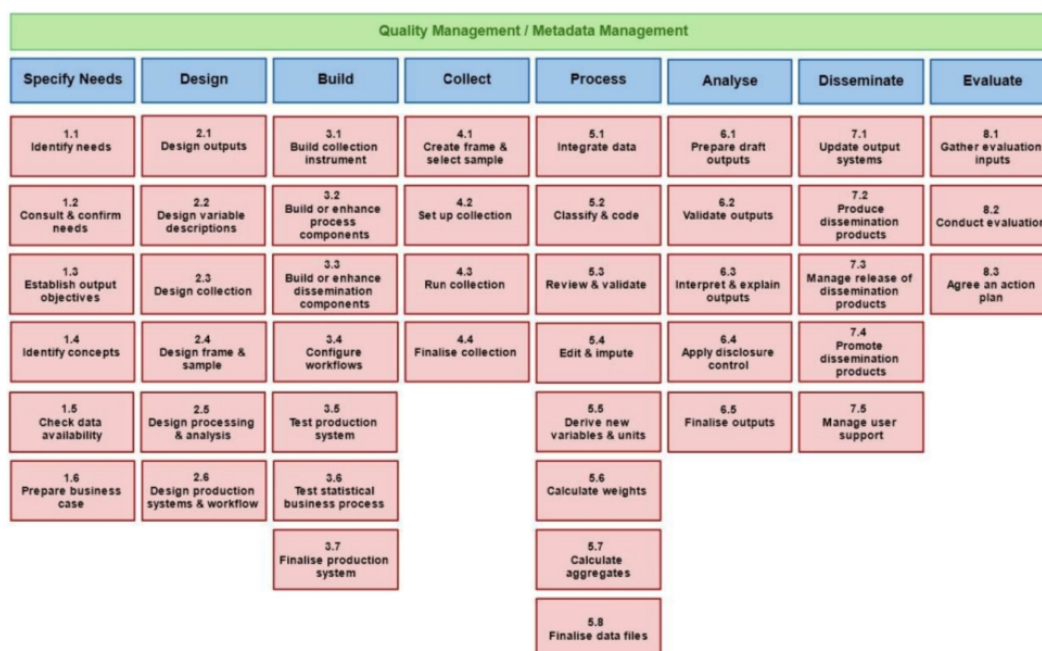 Quality Management / Metadata Management
Specify Needs
Design
Build
Collect
Process
Analyse
Disseminate
Evaluate
1.1
Identify needs
1.2
Consult & confirm
needs
1.3
Establish output
objectives
1.4
Identify concepts
1.5
Check data
availability
1.6
Prepare business
case
2.1
Design outputs
2.2
Design variable
descriptions
2.3
Design collection
2.4
Design frame &
sample
2.5
Design processing
& analysis
2.6
Design production
systems & workflow
3.1
Build collection
instrument
3.2
Build or enhance
process
components
3.3
Build or enhance
dissemination
components
3.4
Configure
workflows
3.5
Test production
system
3.6
Test statistical
business process
3.7
Finalise production
system
4.1
Create frame &
select sample
4.2
Set up collection
4.3
Run collection
4.4
Finalise collection
5.1
Integrate data
5.2
Classify & code
5.3
Review & validate
5.4
Edit & impute
5.5
Derive new
variables & units
5.6
Calculate weights
5.7
Calculate
aggregates
5.8
Finalise data files
6.1
Prepare draft
outputs
6.2
Validate outputs
6.3
Interpret & explain
outputs
6.4
Apply disclosure
control
6.5
Finalise outputs
7.1
Update output
systems
7.2
Produce
dissemination
products
7.3
Manage release of
dissemination
products
7.4
Promote
dissemination
products
7.5
Manage user
support
8.1
Gather evaluation
inputs
8.2
Conduct evaluation
8.3
Agree an action
plan